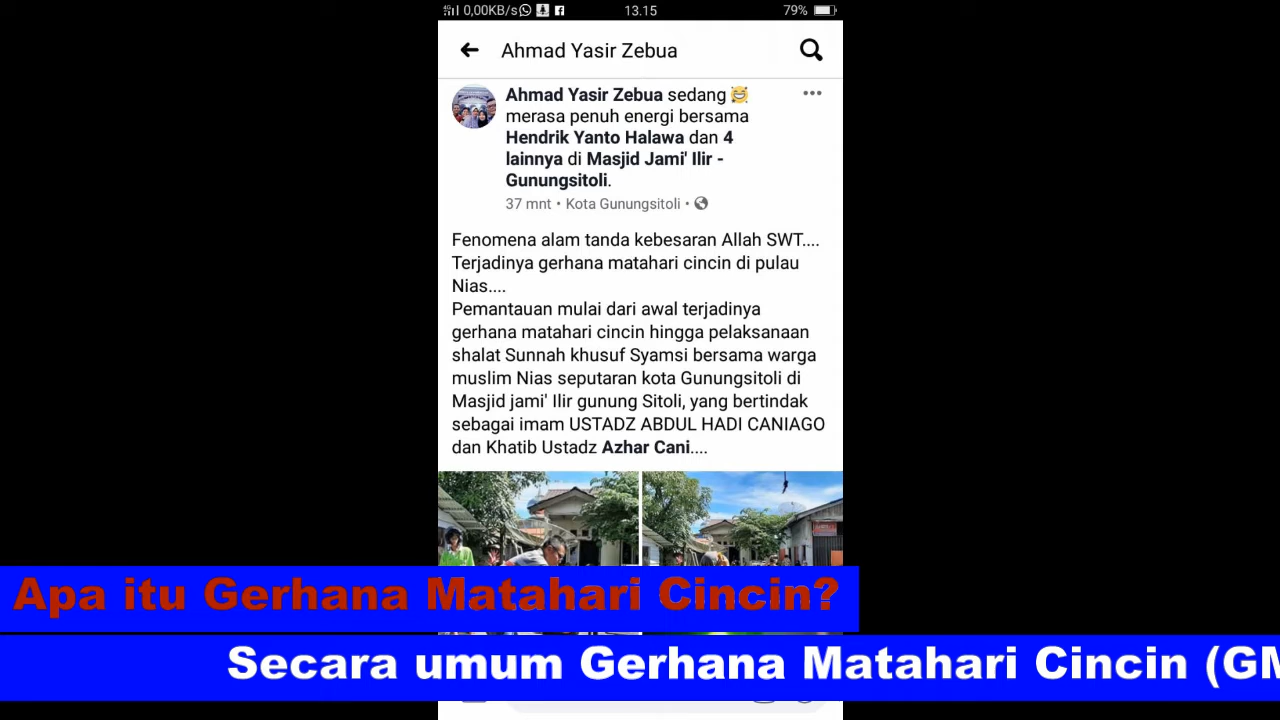 0,00KB/s
13.15
79%
Ahmad Yasir Zebua
Ahmad Yasir Zebua sedang 😂
merasa penuh energi bersama
Hendrik Yanto Halawa dan 4
lainnya di Masjid Jami' Ilir -
Gunungsitoli.
37 mnt • Kota Gunungsitoli •
Fenomena alam tanda kebesaran Allah SWT....
Terjadinya gerhana matahari cincin di pulau
Nias....
Pemantauan mulai dari awal terjadinya
gerhana matahari cincin hingga pelaksanaan
shalat Sunnah khusuf Syamsi bersama warga
muslim Nias seputaran kota Gunungsitoli di
Masjid jami' Ilir gunung Sitoli, yang bertindak
sebagai imam USTADZ ABDUL HADI CANIAGO
dan Khatib Ustadz Azhar Cani....
Apa itu Gerhana Matahari Cincin?
Secara umum Gerhana Matahari Cincin (GM